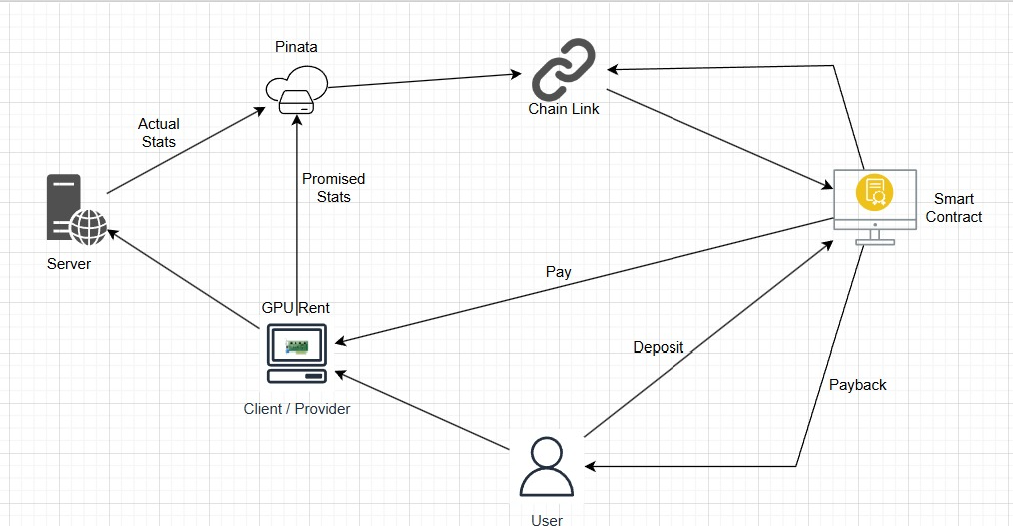 Pinata
Chain Link
Actual
Stats
Promised
Stats
Smart
Contract
Server
Pay
GPU Rent
Deposit
Payback
Client / Provider
User